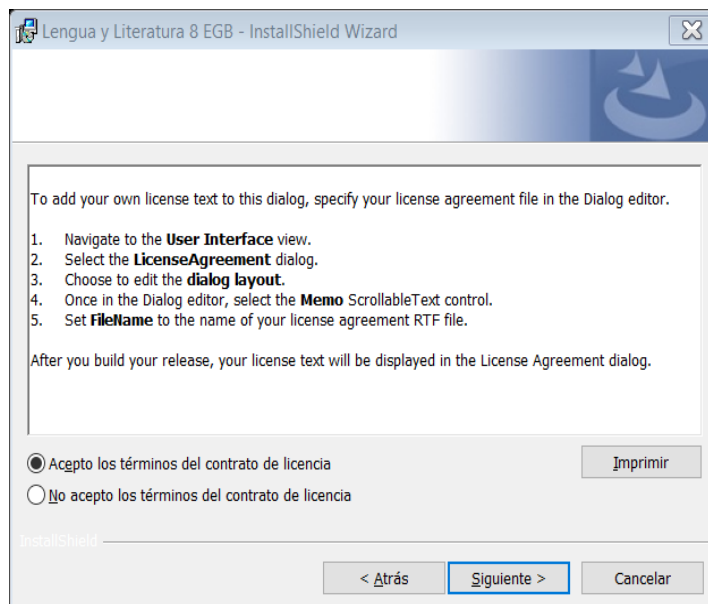 Lengua y Literatura 8 EGB - InstallShield Wizard
To add your own license text to this dialog, specify your license agreement file in the Dialog editor.
1. Navigate to the User Interface view.
2. Select the LicenseAgreement dialog.
3. Choose to edit the dialog layout.
4. Once in the Dialog editor, select the Memo ScrollableText control.
5. Set FileName to the name of your license agreement RTF file.
After you build your release, your license text will be displayed in the License Agreement dialog.
Acepto los términos del contrato de licencia
Imprimir
No acepto los términos del contrato de licencia
InstallShield
< Atrás Siguiente > Cancelar